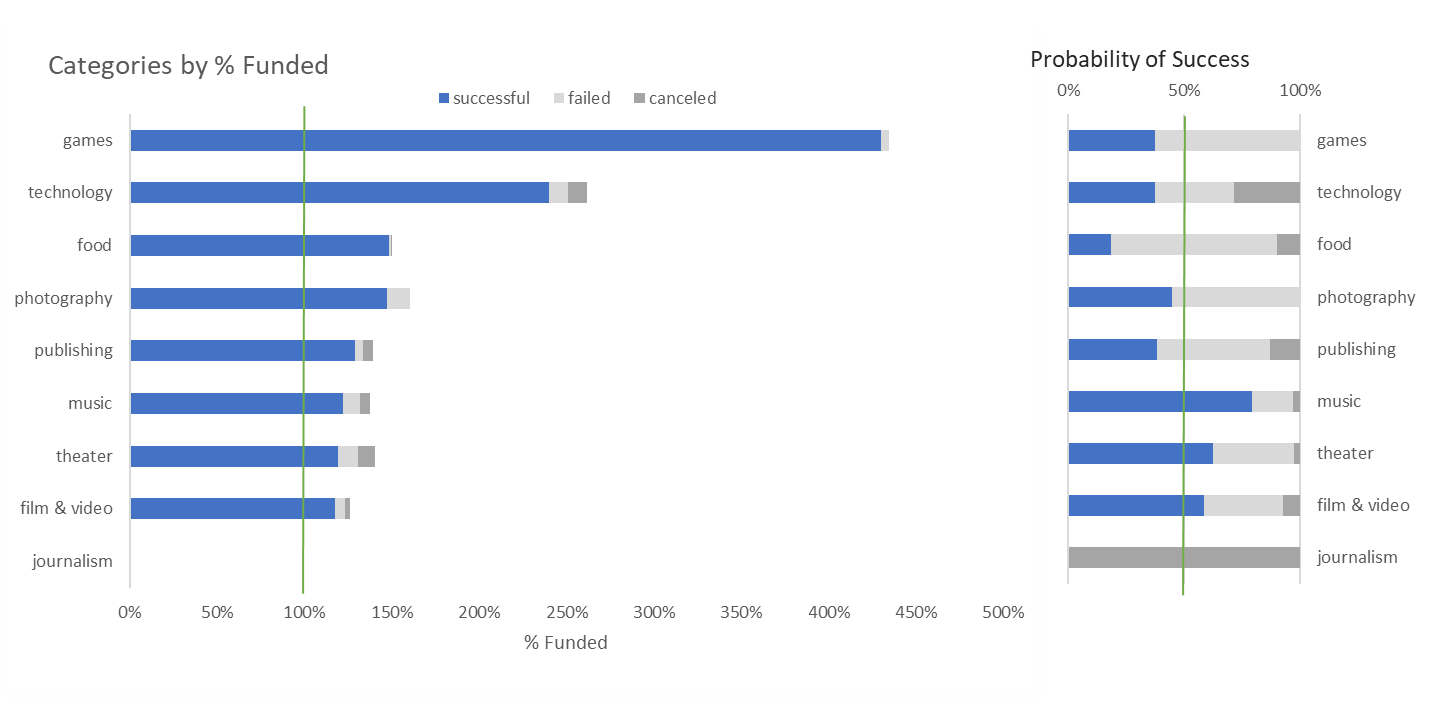 Categories by % Funded
successful failed canceled
games
technology
food
photography
publishing
music
theater
film & video
journalism
0% 50% 100% 150% 200% 250% 300% 350% 400% 450% 500%
% Funded
Probability of Success
0% 50% 100%
games
technology
food
photography
publishing
music
theater
film & video
journalism